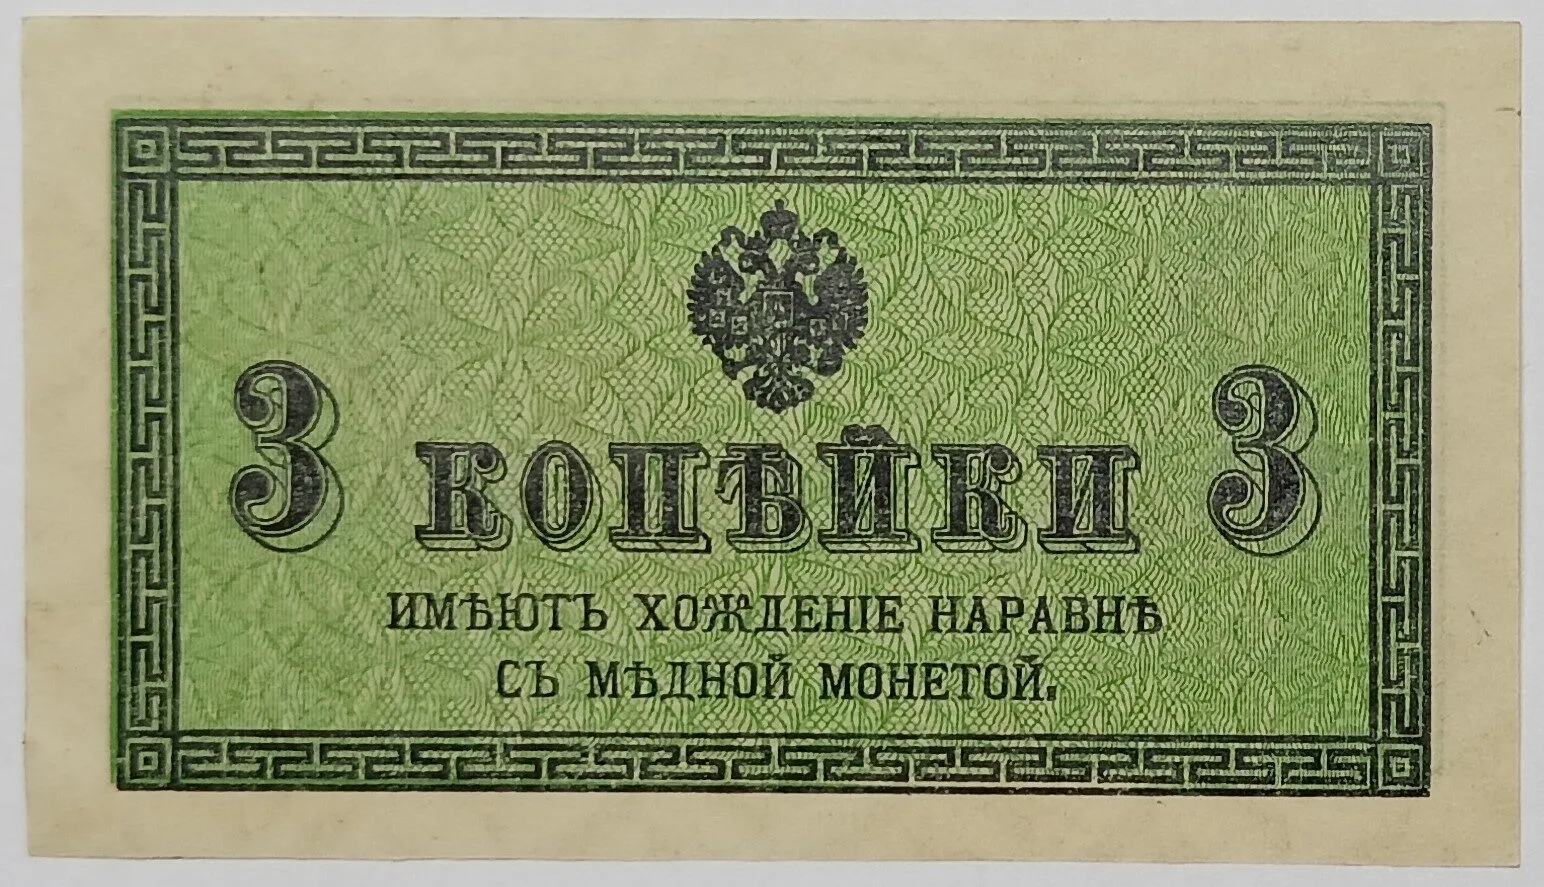 3 КОПѢЙКИ 3
ИМѢЮТЪ ХОЖДЕНІЕ НАРАВНѢ
СЪ МѢДНОЙ МОНЕТОЙ.